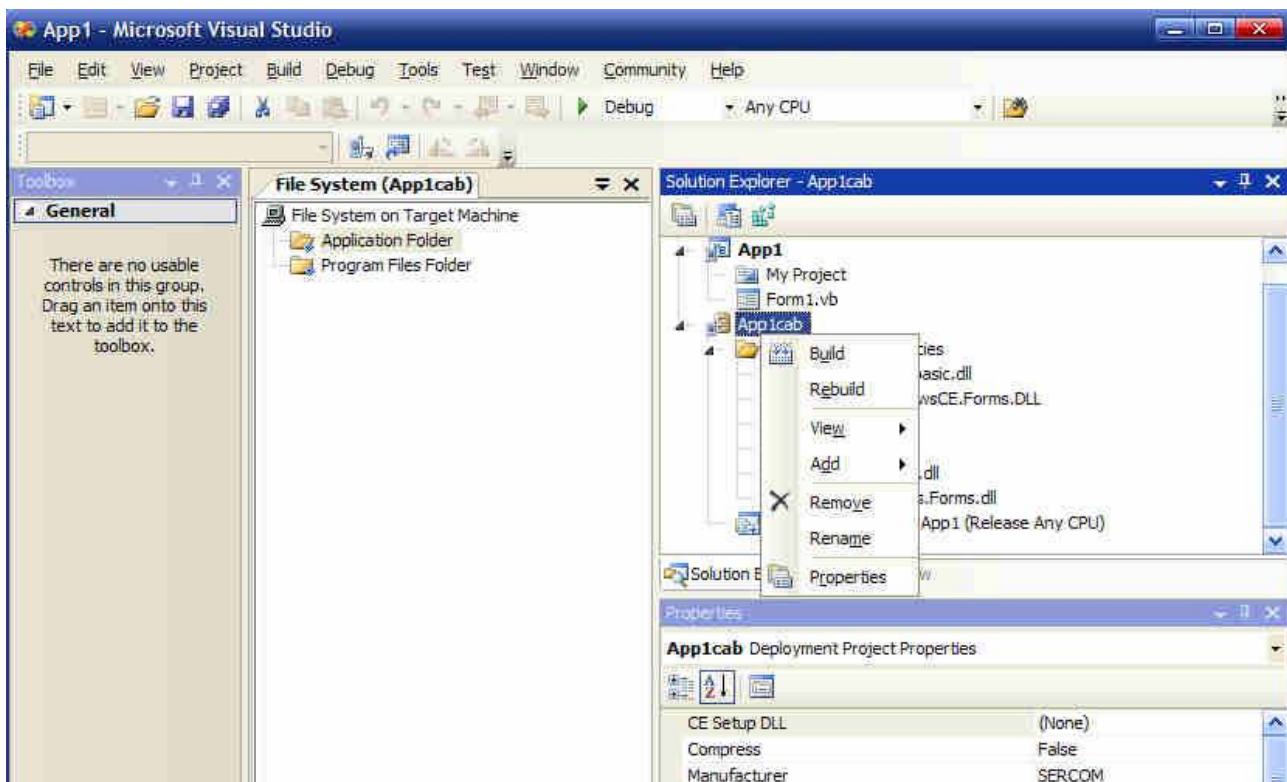 App1 - Microsoft Visual Studio
File Edit View Project Build Debug Tools Test Window Community Help
Debug Any CPU
Toolbox
General
There are no usable
controls in this group.
Drag an item onto this
text to add it to the
toolbox.
File System (App1cab)
File System on Target Machine
Application Folder
Program Files Folder
Solution Explorer - App1cab
App1
My Project
Form1.vb
App1cab
Build
Rebuild
View
Add
Remove
Rename
Properties
cies
asic.dll
wsCE.Forms.DLL
.dll
s.Forms.dll
App1 (Release Any CPU)
Solution E
w
Properties
App1cab Deployment Project Properties
CE Setup DLL (None)
Compress False
Manufacturer SERCOM